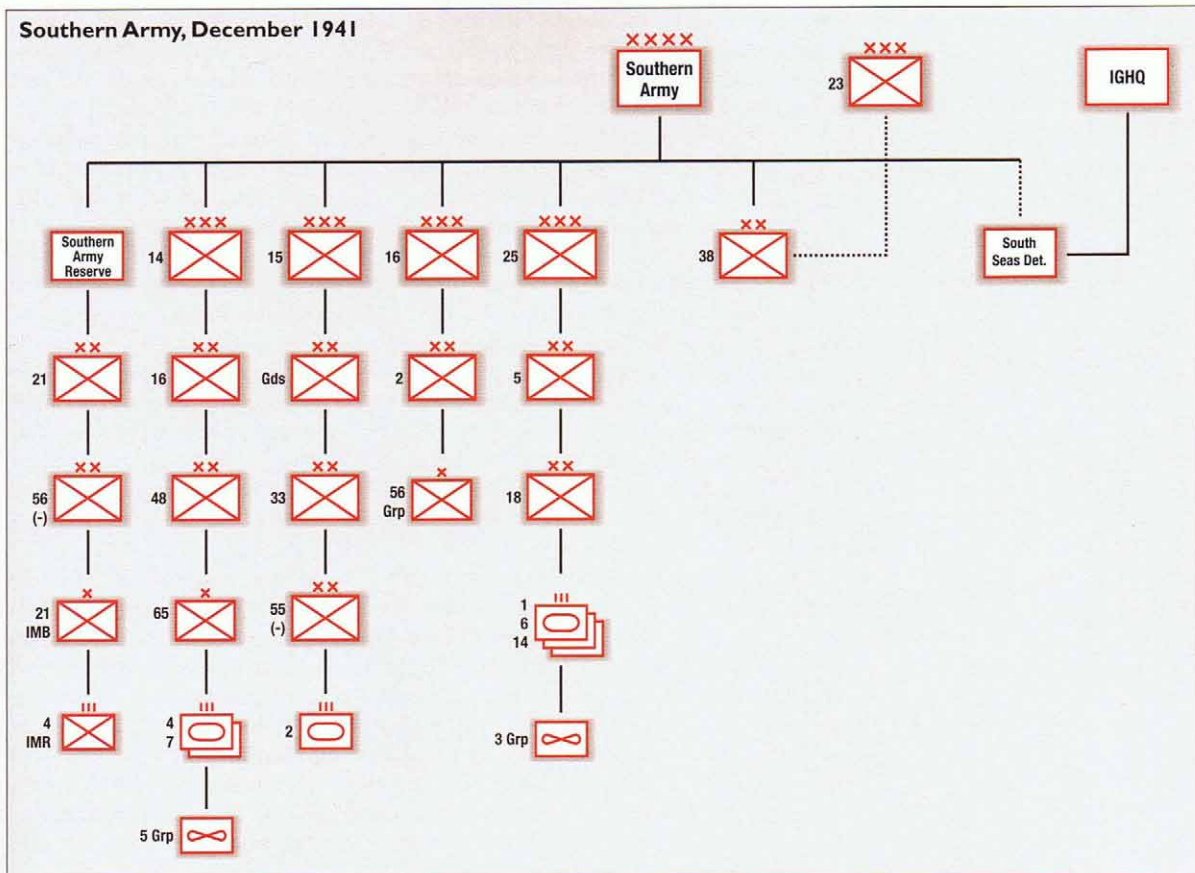 Southern Army, December 1941
Southern
Army
23
IGHQ
Southern
Army
Reserve
14
15
16
25
38
South
Seas Det.
21
16
Gds
2
5
56
(-)
48
33
56
Grp
18
21
IMB
65
55
(-)
1
6
14
4
IMR
4
7
2
3 Grp
5 Grp